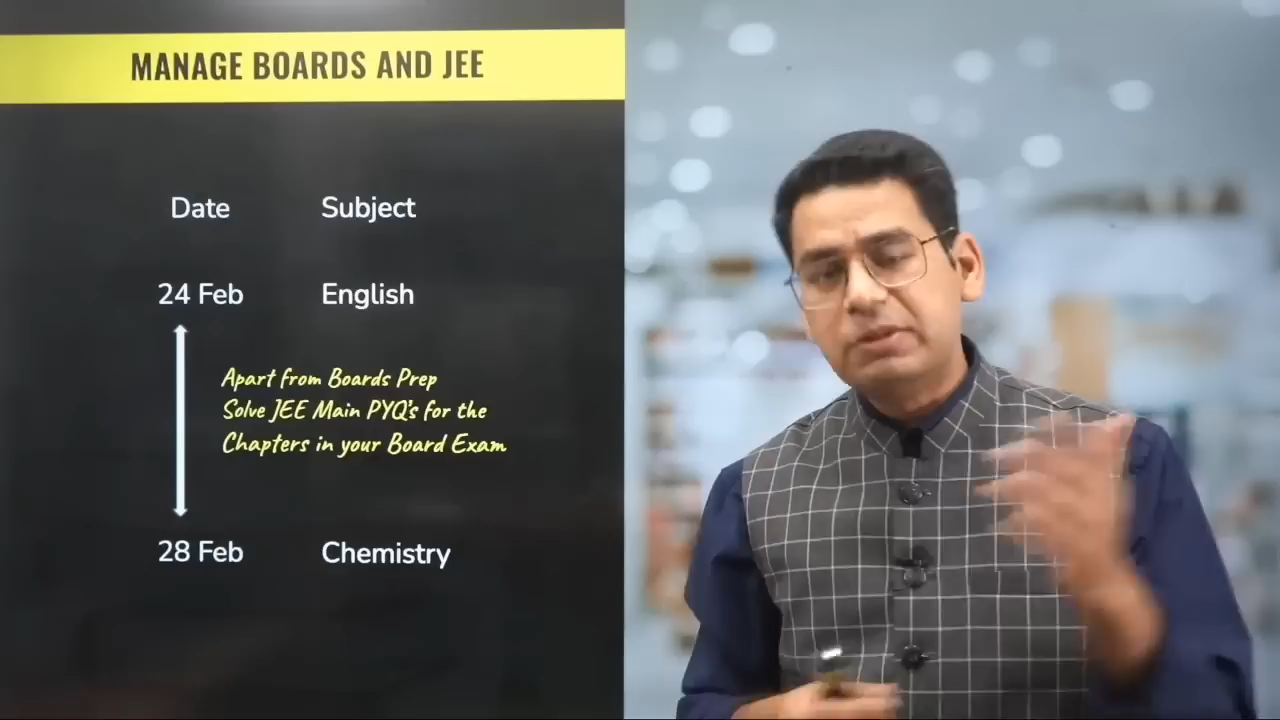 MANAGE BOARDS AND JEE
Date Subject
24 Feb English
Apart from Boards Prep
Solve JEE Main PYQ's for the
Chapters in your Board Exam
28 Feb Chemistry